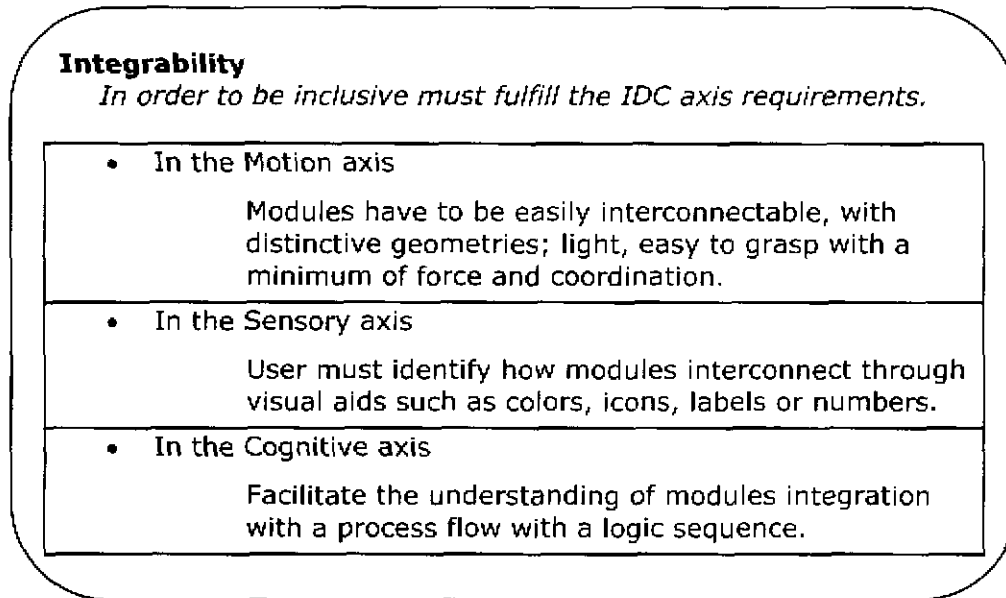 Integrability
In order to be inclusive must fulfill the IDC axis requirements.
• In the Motion axis
Modules have to be easily interconnectable, with
distinctive geometries; light, easy to grasp with a
minimum of force and coordination.
• In the Sensory axis
User must identify how modules interconnect through
visual aids such as colors, icons, labels or numbers.
• In the Cognitive axis
Facilitate the understanding of modules integration
with a process flow with a logic sequence.